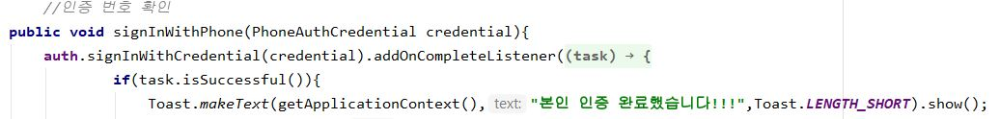 //인증 번호 확인
public void signInWithPhone(PhoneAuthCredential credential){
auth.signInWithCredential(credential).addOnCompleteListener((task) → {
if(task.isSuccessful()){
Toast.makeText(getApplicationContext(), text: "본인 인증 완료했습니다!!!",Toast.LENGTH_SHORT).show();